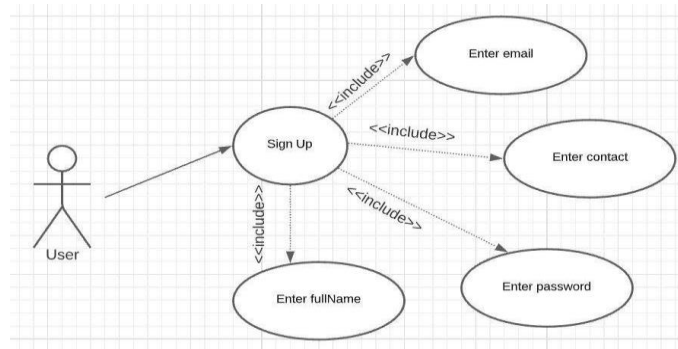 Enter email
<<include>>
<<include>>
Sign Up
Enter contact
<<include>>
<<include>>
User
Enter password
Enter fullName